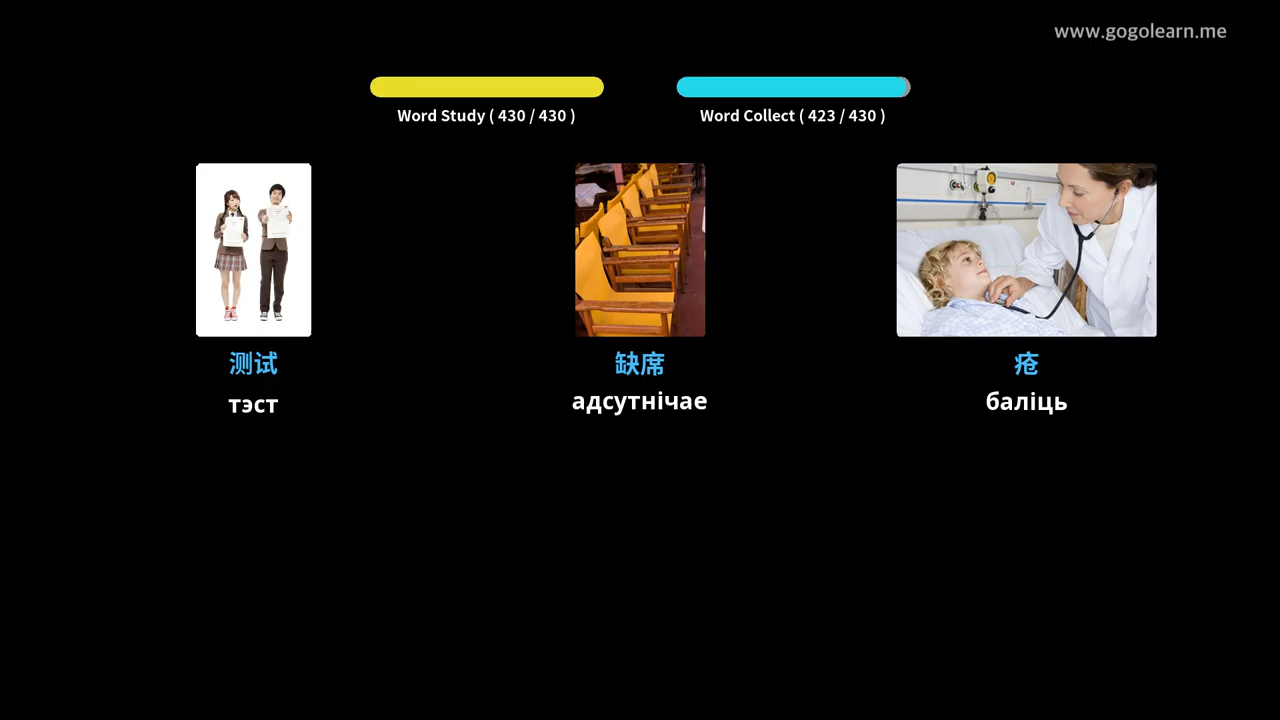 www.gogolearn.me
Word Study ( 430 / 430 )
Word Collect ( 423 / 430 )
测试
缺席
疮
тэст
адсутнічае
баліць